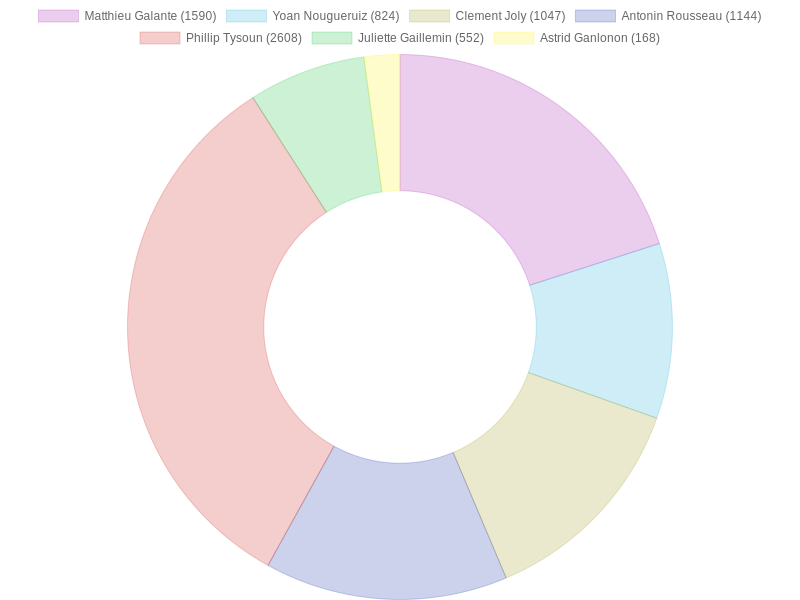 Matthieu Galante (1590) Yoan Nougueruiz (824) Clement Joly (1047) Antonin Rousseau (1144)
Phillip Tysoun (2608) Juliette Gaillemin (552) Astrid Ganlonon (168)